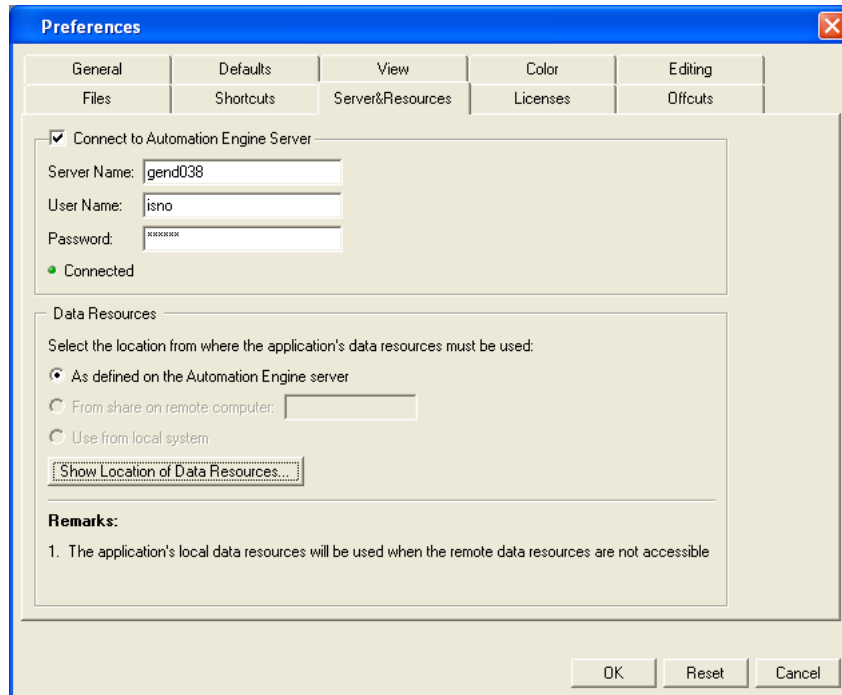 Preferences
General Defaults View Color Editing
Files Shortcuts Server&Resources Licenses Offcuts
Connect to Automation Engine Server
Server Name: gend038
User Name: isno
Password: ******
Connected
Data Resources
Select the location from where the application's data resources must be used:
As defined on the Automation Engine server
From share on remote computer:
Use from local system
Show Location of Data Resources...
Remarks:
1. The application's local data resources will be used when the remote data resources are not accessible
OK Reset Cancel